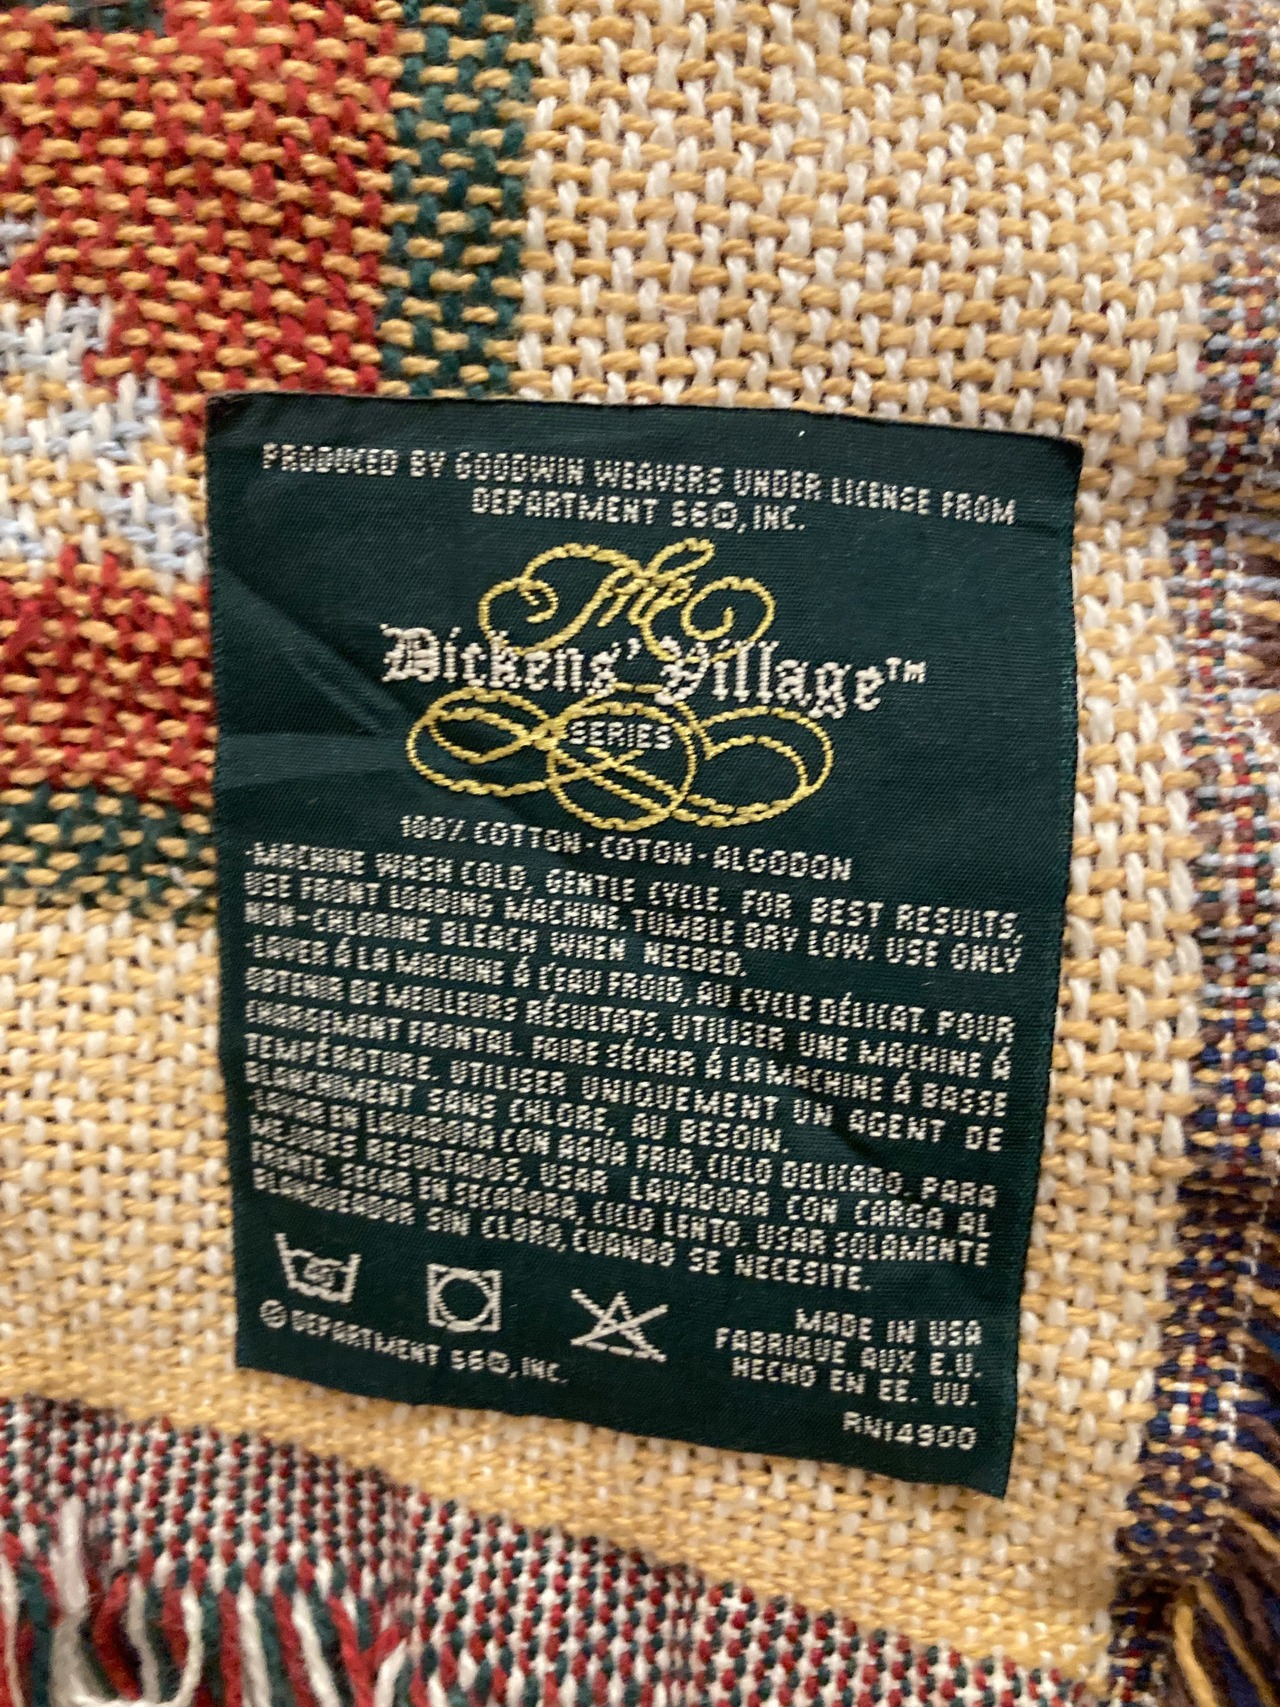 PRODUCED BY GOODWIN WEAVERS UNDER LICENSE FROM
DEPARTMENT 56®, INC.
The
Dickens' Village™
SERIES
100% COTTON - COTON - ALGODON
·MACHINE WASH COLD, GENTLE CYCLE. FOR BEST RESULTS,
USE FRONT LOADING MACHINE. TUMBLE DRY LOW. USE ONLY
NON-CHLORINE BLEACH WHEN NEEDED.
·LAVER Á LA MACHINE Á L'EAU FROID, AU CYCLE DÉLICAT. POUR
OBTENIR DE MEILLEURS RÉSULTATS, UTILISER UNE MACHINE Á
CHARGEMENT FRONTAL. FAIRE SÉCHER Á LA MACHINE Á BASSE
TEMPÉRATURE. UTILISER UNIQUEMENT UN AGENT DE
BLANCHIMENT SANS CHLORE, AU BESOIN.
·LAVAR EN LAVADORA CON AGUA FRIA, CICLO DELICADO. PARA
MEJORES RESULTADOS, USAR LAVADORA CON CARGA AL
FRENTE. SECAR EN SECADORA, CICLO LENTO. USAR SOLAMENTE
BLANQUEADOR SIN CLORO, CUANDO SE NECESITE.
MADE IN USA
FABRIQUE AUX E.U.
HECHO EN EE. UU.
© DEPARTMENT 56®, INC.
RN14900